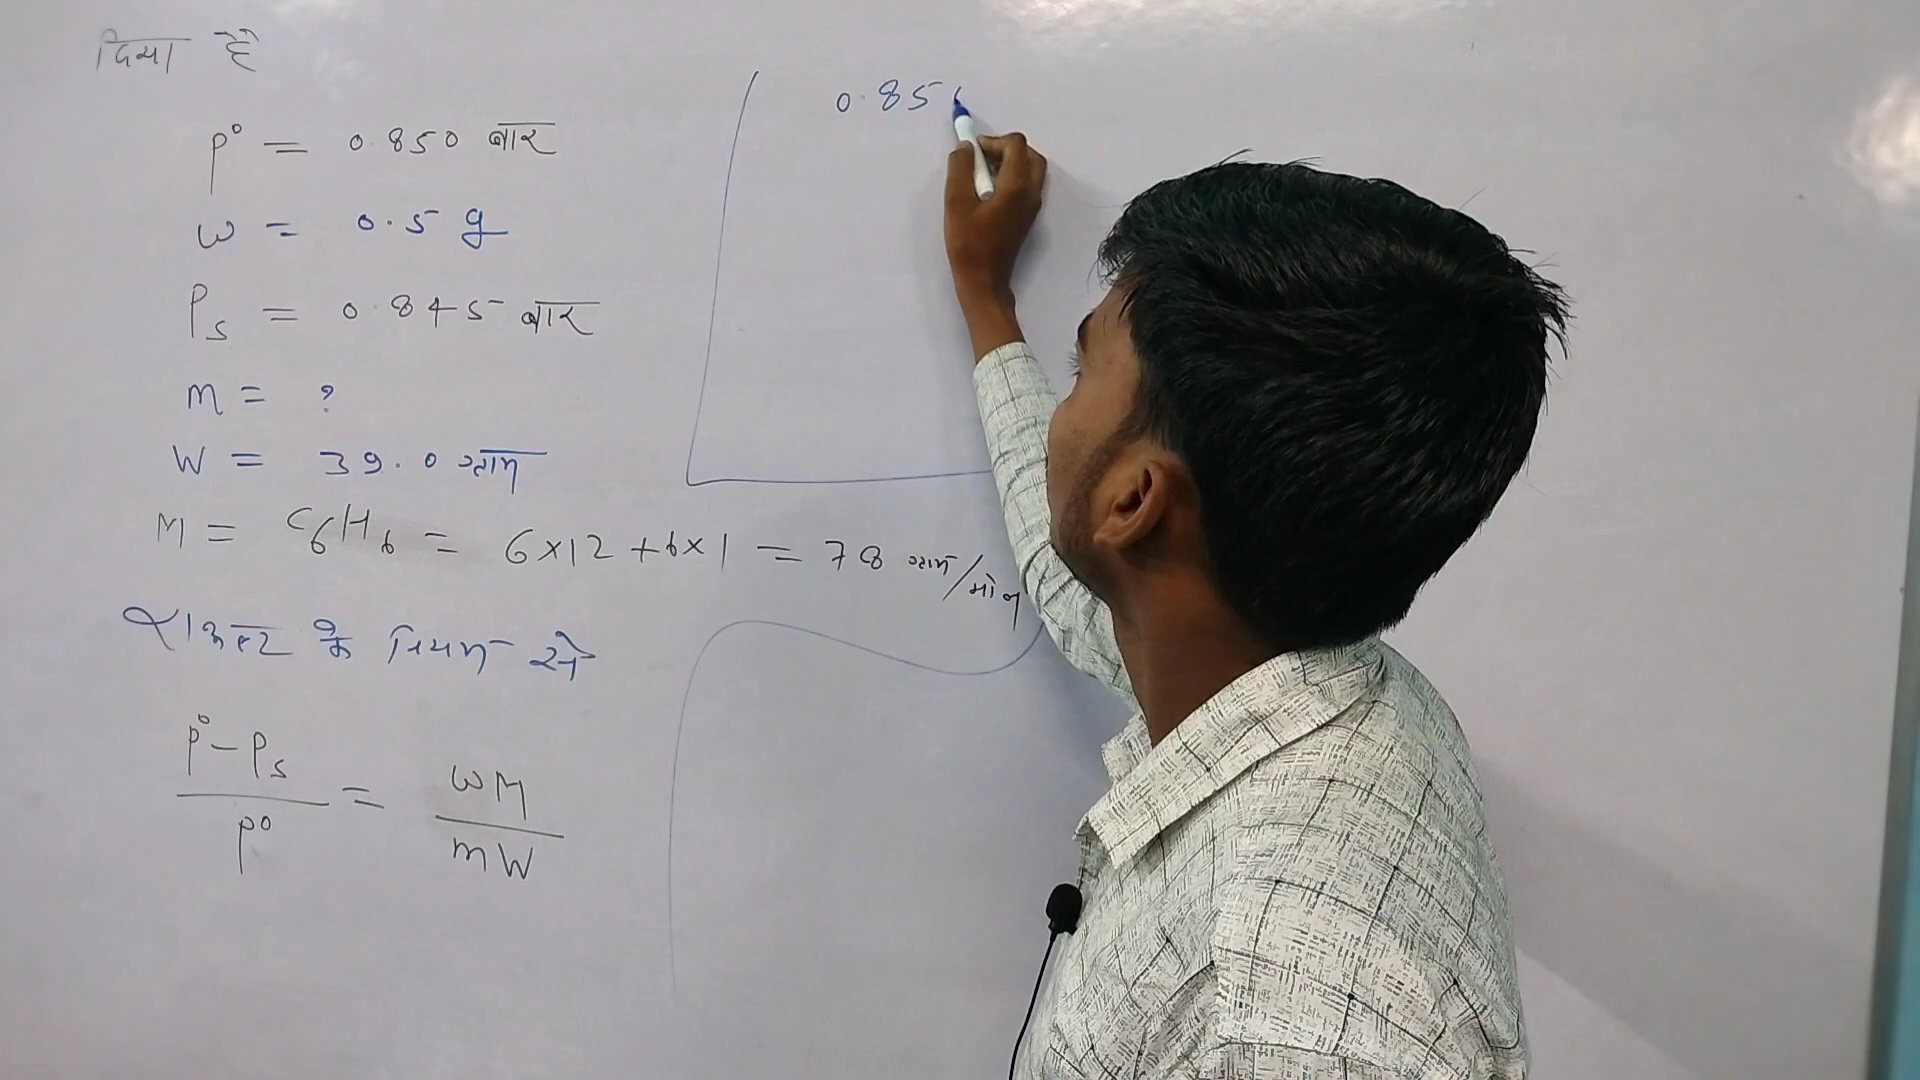 दिया है
P° = 0.850 बार
w = 0.5 g
Ps = 0.845 बार
m = ?
W = 39.0 ग्राम
M = C6H6 = 6×12+6×1 = 78 ग्राम/मोल
राउल्ट के नियम से
P°-Ps / P° = wM / mW
0.85